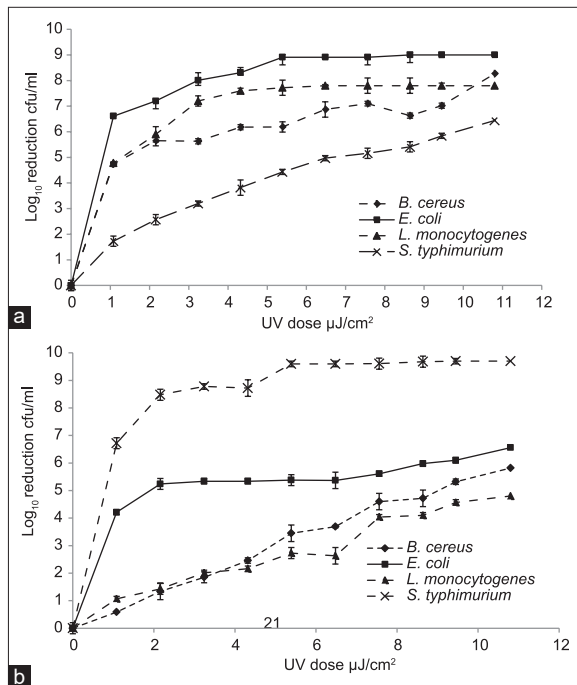 10
9
8
7
6
5
4
3
2
1
0
Log10 reduction cfu/ml
B. cereus
E. coli
L. monocytogenes
S. typhimurium
0 1 2 3 4 5 6 7 8 9 10 11 12
UV dose µJ/cm²
a
10
9
8
7
6
5
4
3
2
1
0
Log10 reduction cfu/ml
B. cereus
E. coli
L. monocytogenes
S. typhimurium
21
0 2 4 6 8 10 12
UV dose µJ/cm²
b